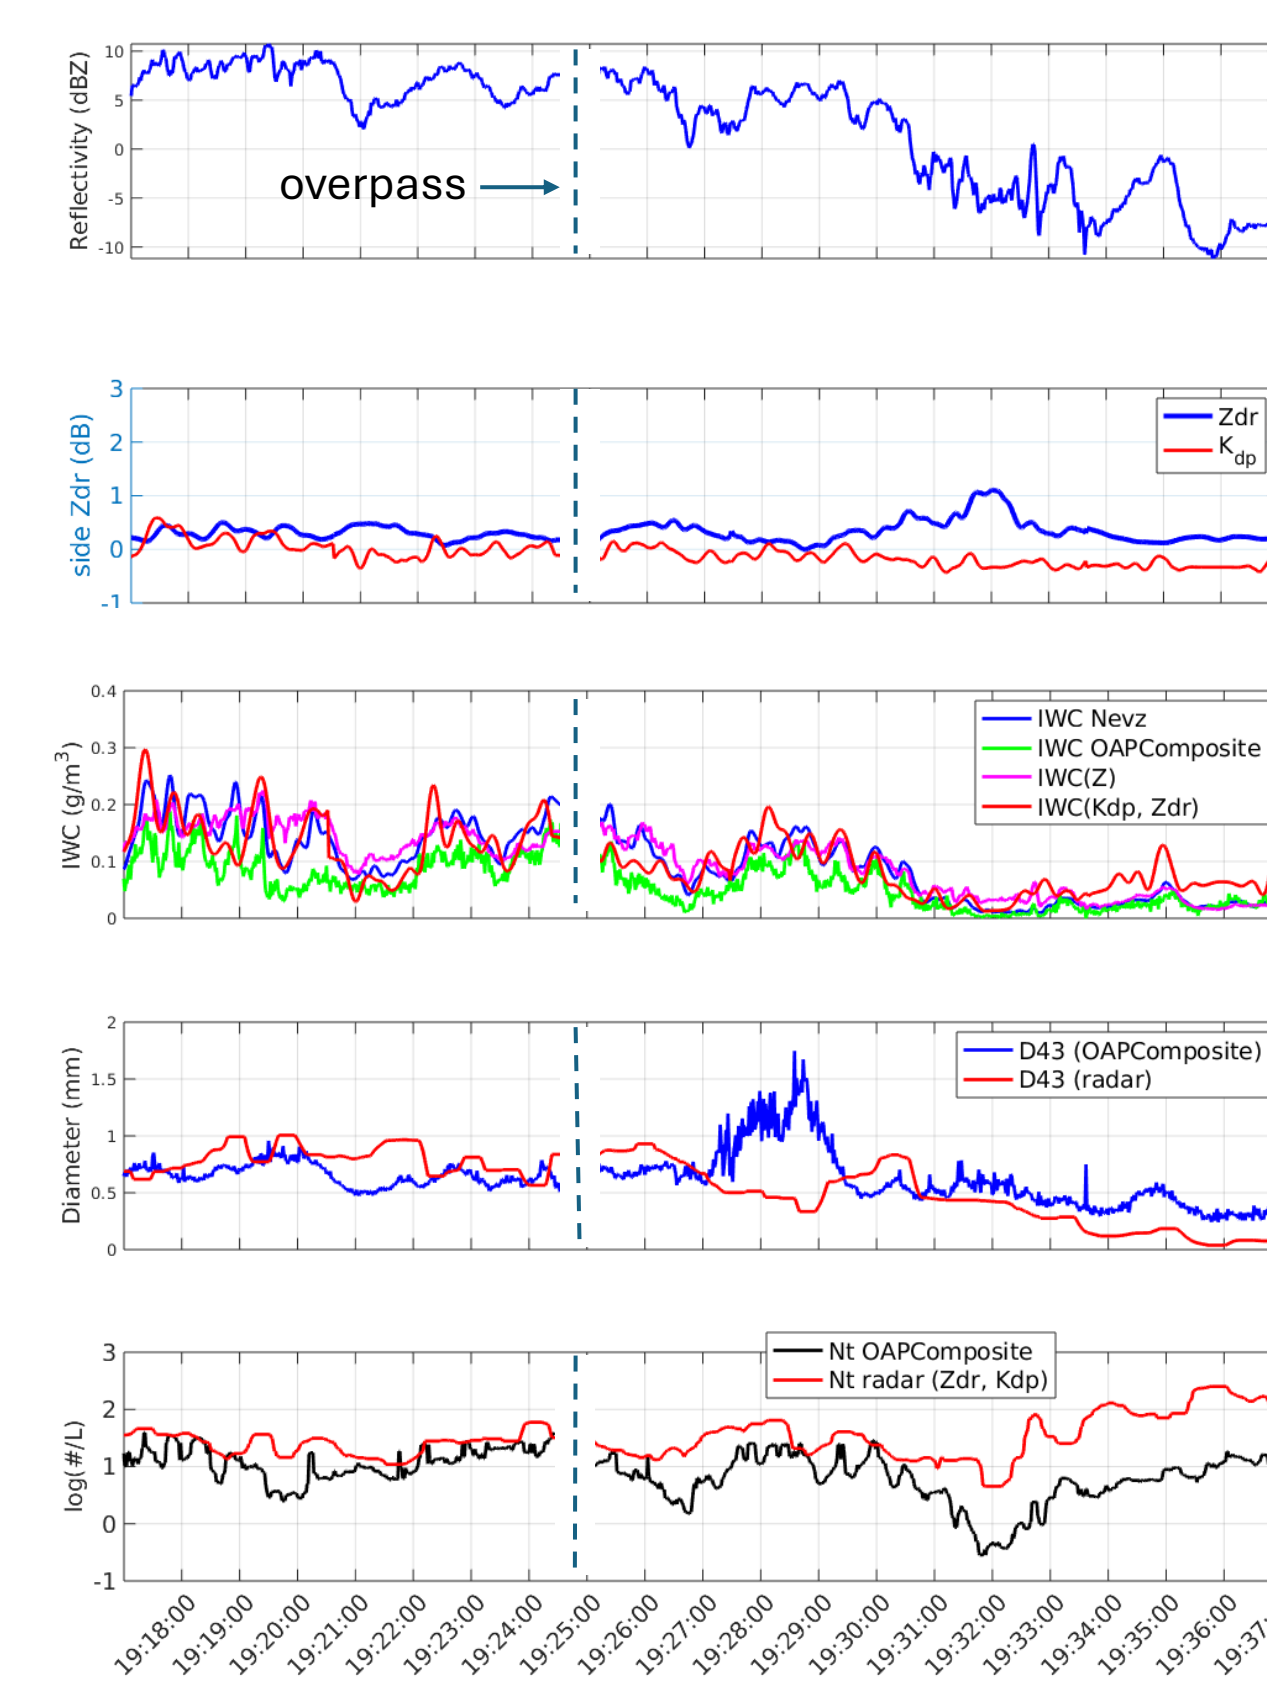 Reflectivity (dBZ)
10
5
0
-5
-10
overpass
side Zdr (dB)
3
2
1
0
-1
Zdr
Kdp
IWC (g/m3)
0.4
0.3
0.2
0.1
0
IWC Nevz
IWC OAPComposite
IWC(Z)
IWC(Kdp, Zdr)
Diameter (mm)
2
1.5
1
0.5
0
D43 (OAPComposite)
D43 (radar)
log(#/L)
3
2
1
0
-1
Nt OAPComposite
Nt radar (Zdr, Kdp)
19:18:00
19:19:00
19:20:00
19:21:00
19:22:00
19:23:00
19:24:00
19:25:00
19:26:00
19:27:00
19:28:00
19:29:00
19:30:00
19:31:00
19:32:00
19:33:00
19:34:00
19:35:00
19:36:00
19:37: